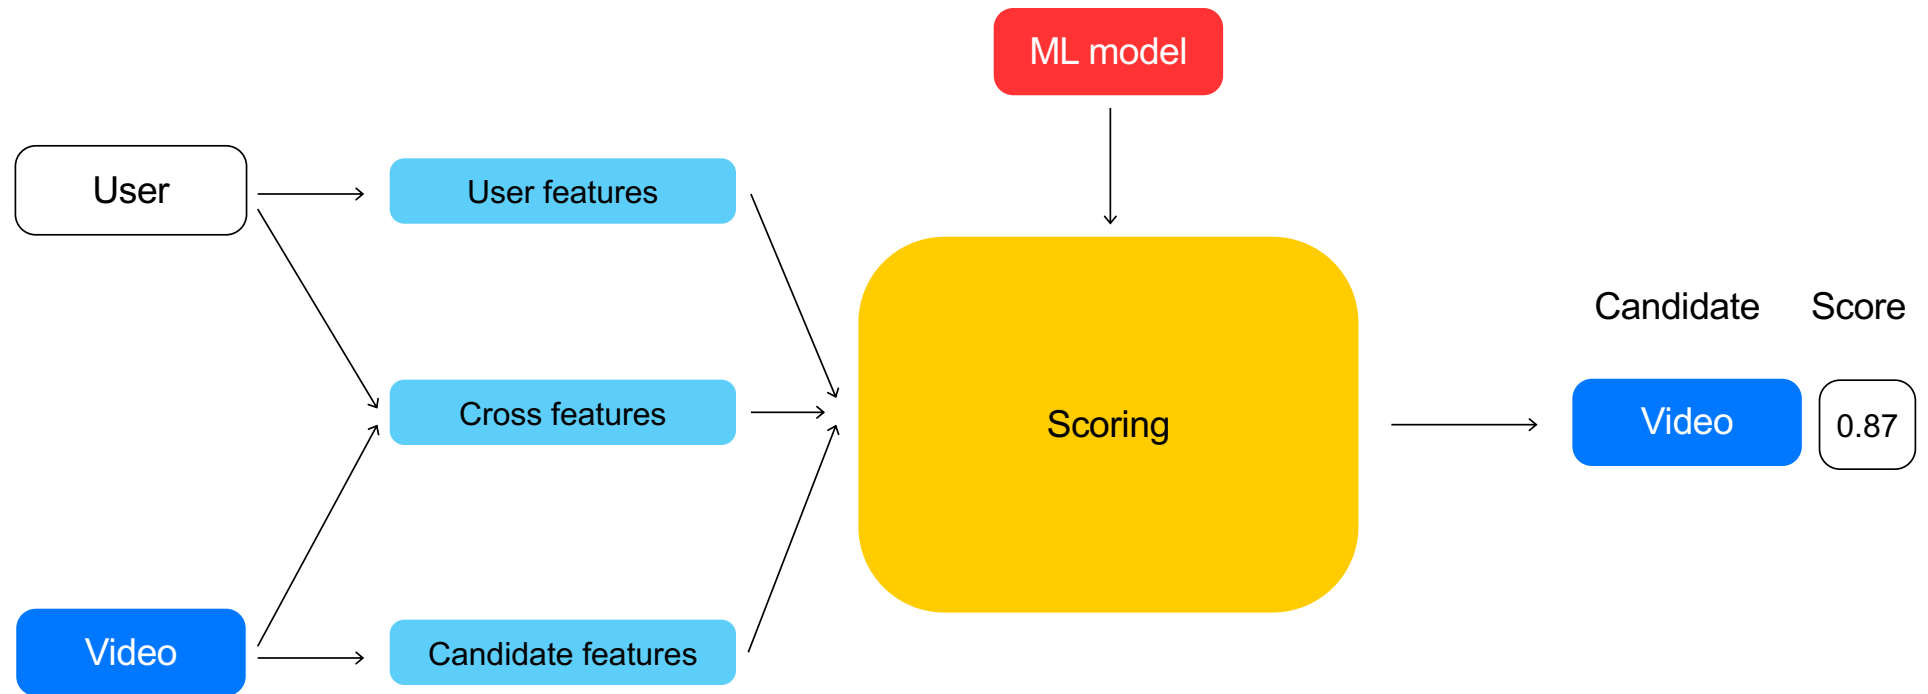 ML model
User
User features
Candidate Score
Cross features
Scoring
Video
0.87
Video
Candidate features